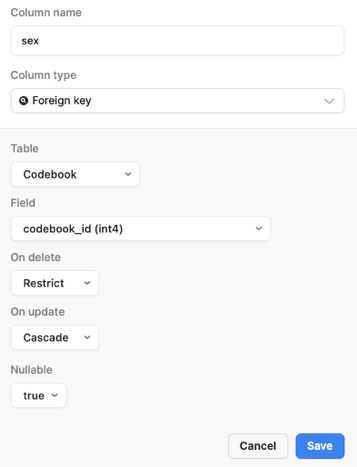 Column name
sex
Column type
Foreign key
Table
Codebook
Field
codebook_id (int4)
On delete
Restrict
On update
Cascade
Nullable
true
Cancel Save